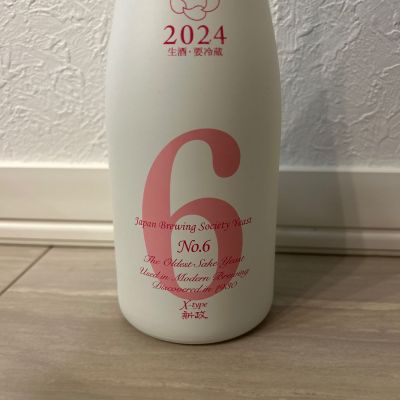 2024
生酒・要冷蔵
6
Japan Brewing Society Yeast
No.6
The Oldest Sake Yeast
Used in Modern Brewing
Discovered in 1930
X-type
新政